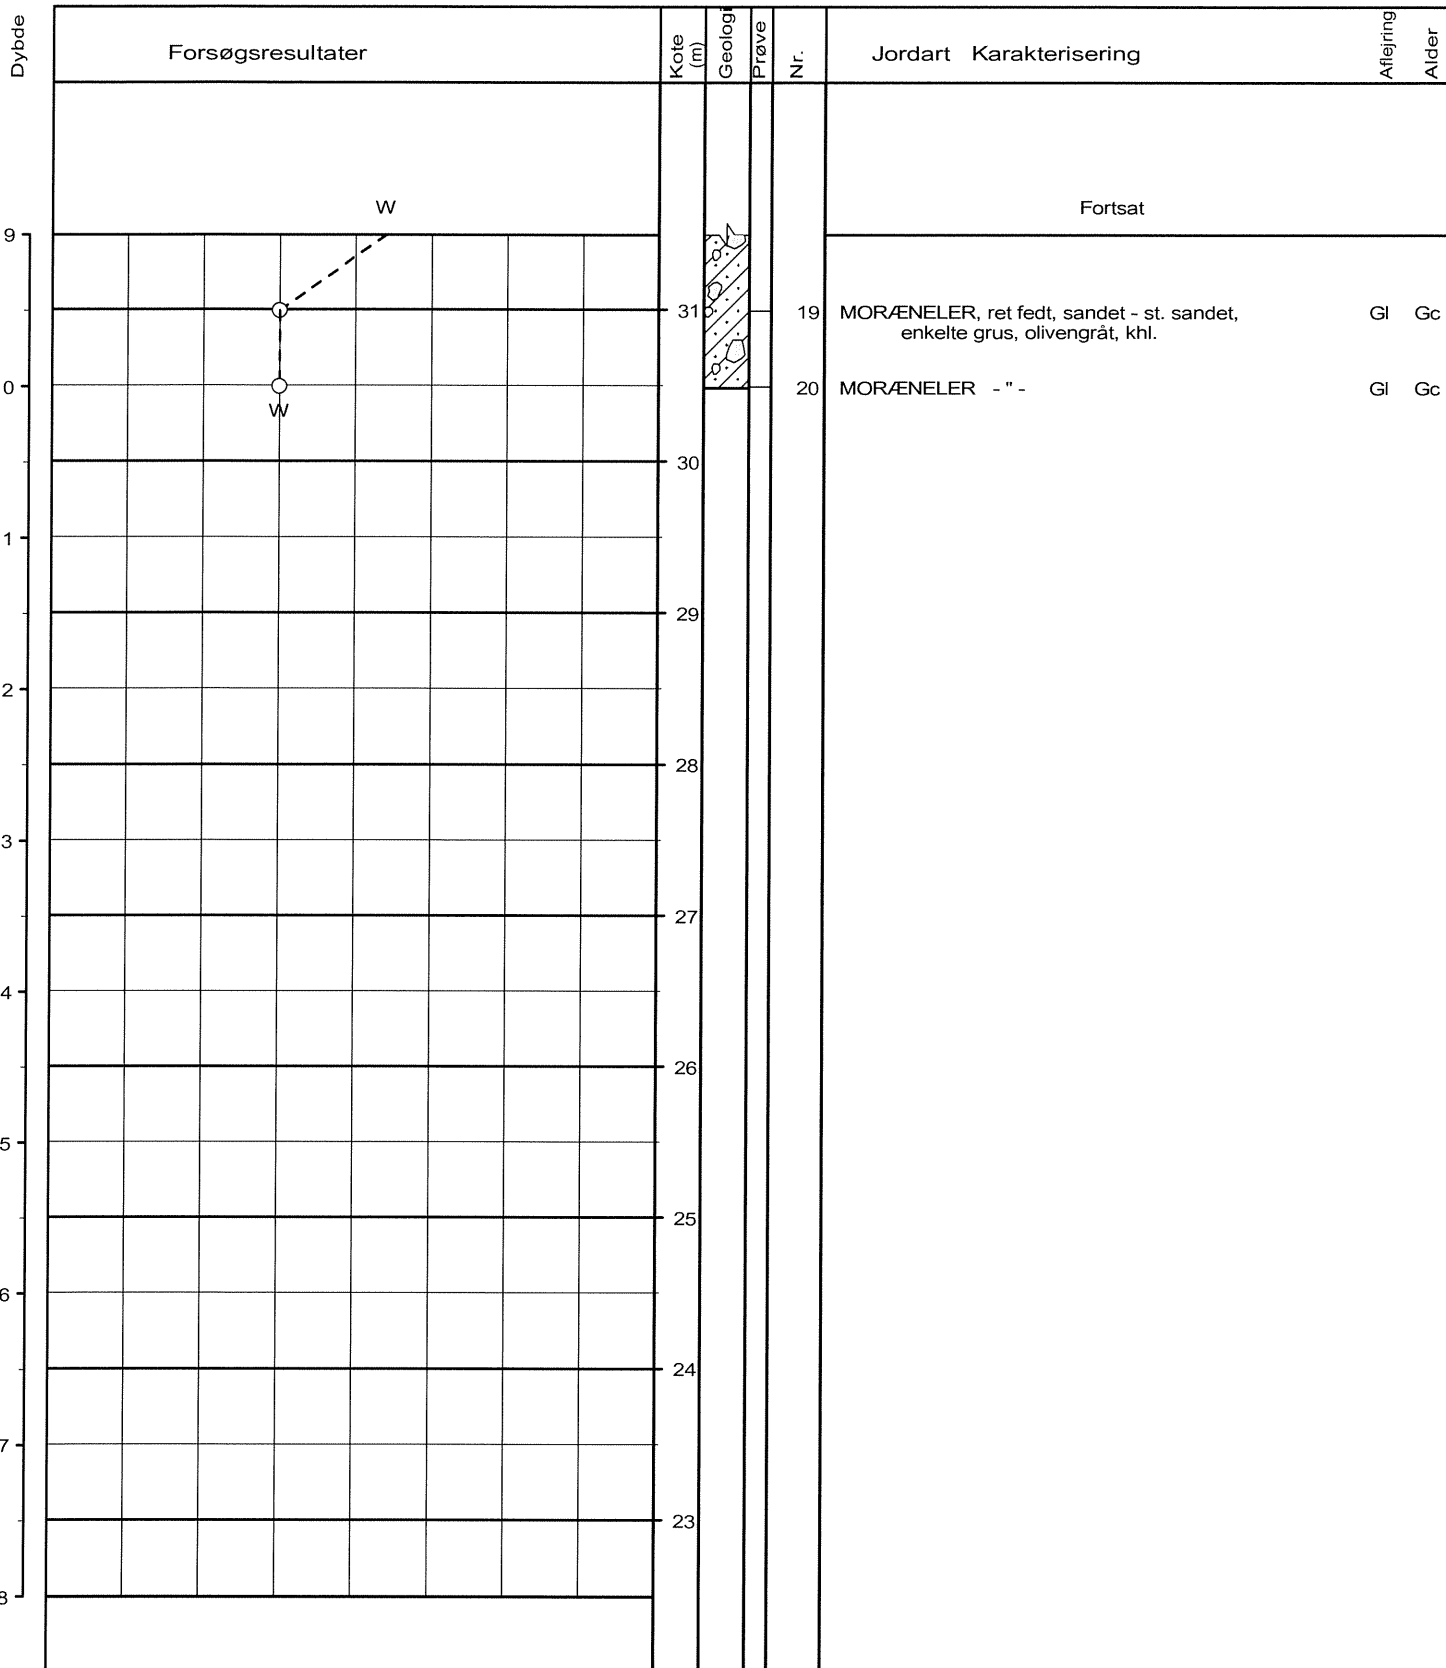 Dybde
Forsøgsresultater
Kote (m)
Geologi
Prøve
Nr.
Jordart Karakterisering
Aflejring
Alder
W
Fortsat
9
31
19 MORÆNELER, ret fedt, sandet - st. sandet, Gl Gc
enkelte grus, olivengråt, khl.
0
20 MORÆNELER - " - Gl Gc
W
30
1
29
2
28
3
27
4
26
5
25
6
24
7
23
8